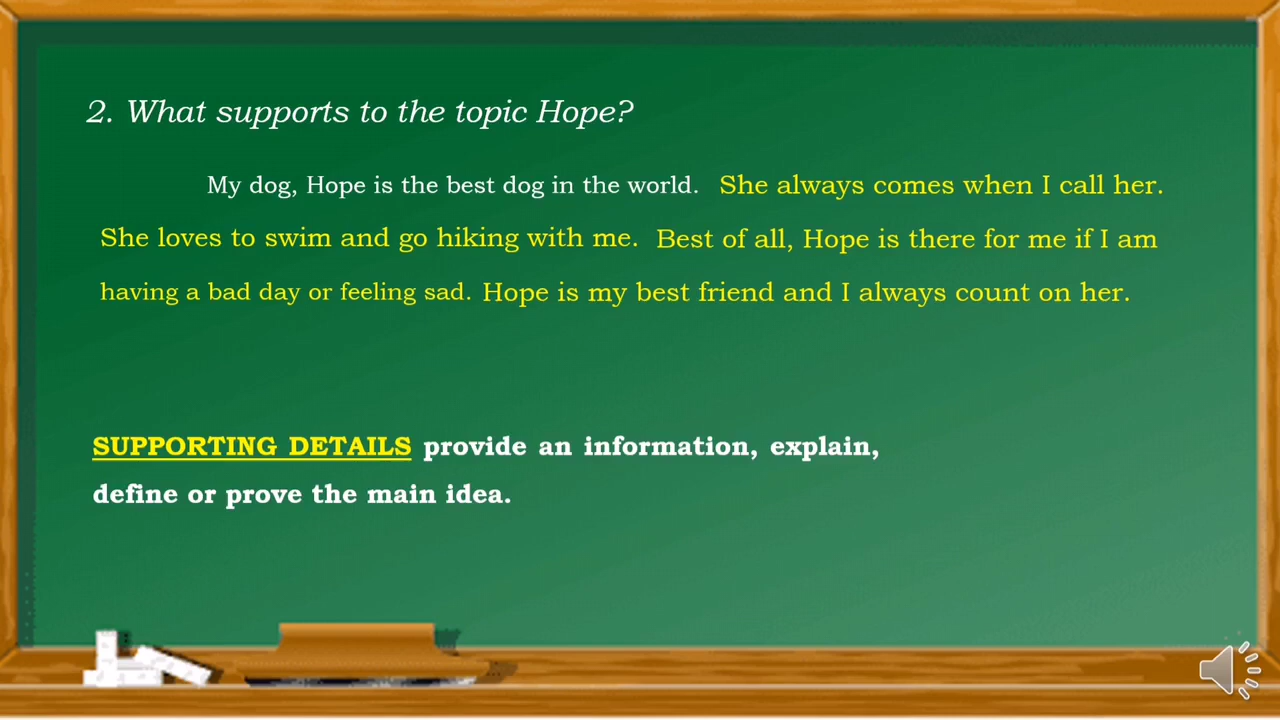 2. What supports to the topic Hope?
My dog, Hope is the best dog in the world. She always comes when I call her.
She loves to swim and go hiking with me. Best of all, Hope is there for me if I am
having a bad day or feeling sad. Hope is my best friend and I always count on her.
SUPPORTING DETAILS provide an information, explain,
define or prove the main idea.